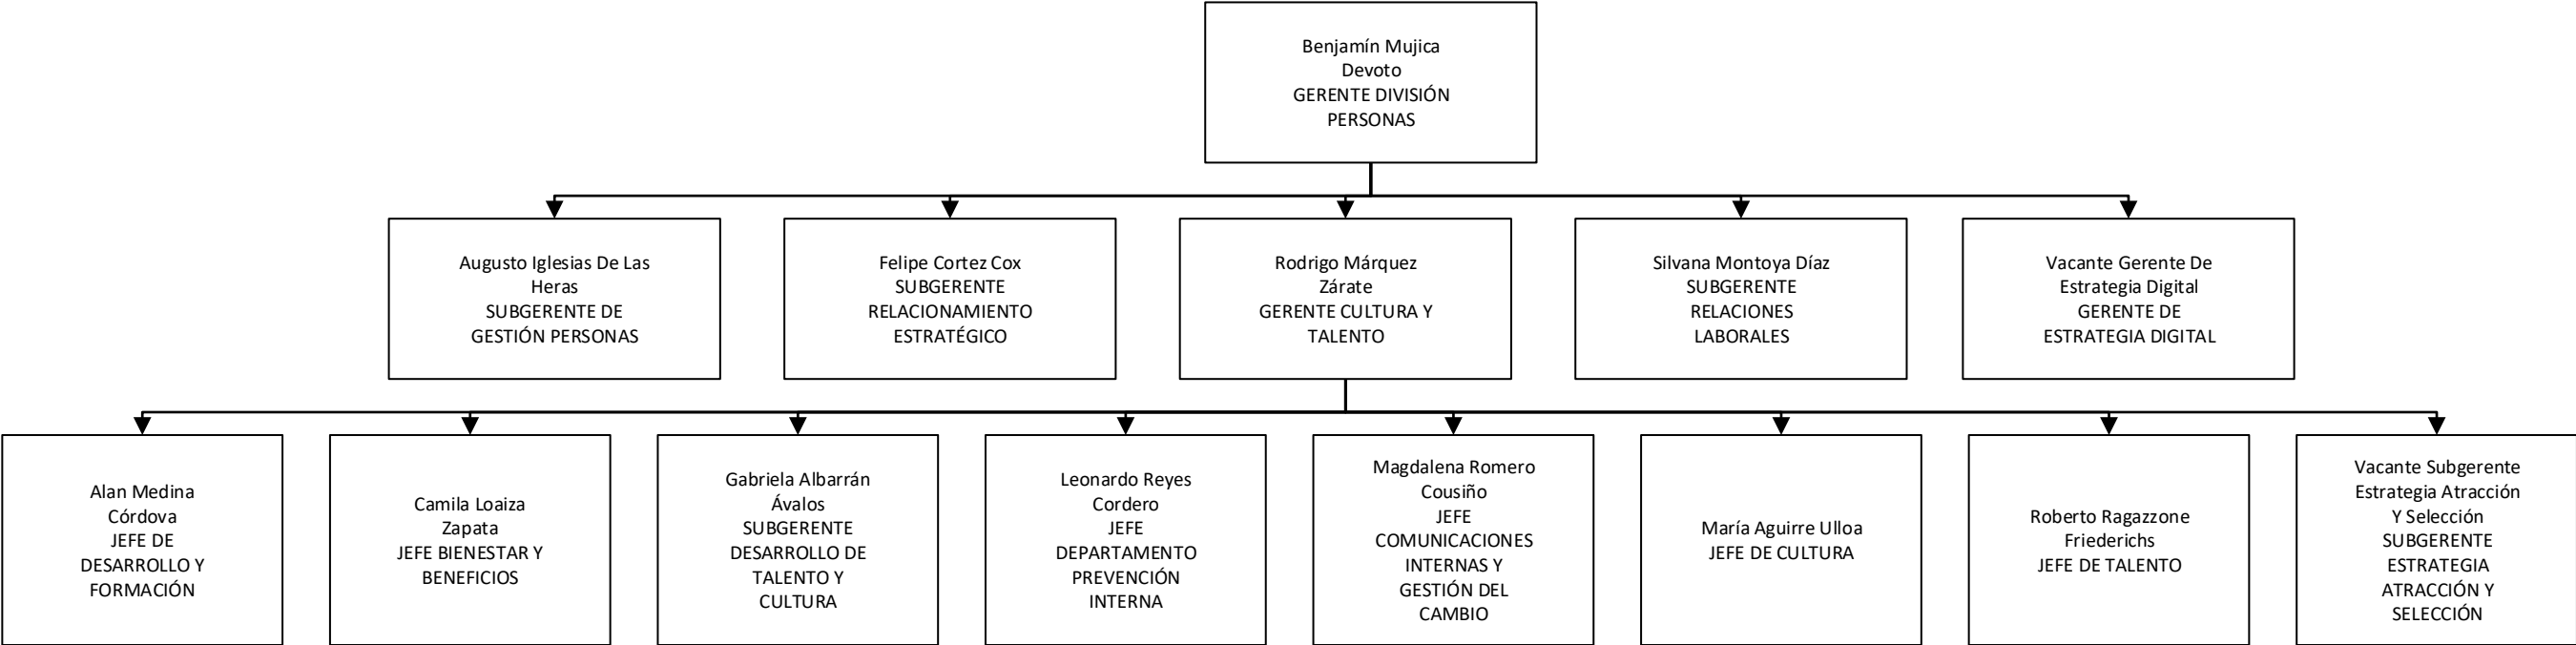 Benjamín Mujica
Devoto
GERENTE DIVISIÓN
PERSONAS
Augusto Iglesias De Las
Heras
SUBGERENTE DE
GESTIÓN PERSONAS
Felipe Cortez Cox
SUBGERENTE
RELACIONAMIENTO
ESTRATÉGICO
Rodrigo Márquez
Zárate
GERENTE CULTURA Y
TALENTO
Silvana Montoya Díaz
SUBGERENTE
RELACIONES
LABORALES
Vacante Gerente De
Estrategia Digital
GERENTE DE
ESTRATEGIA DIGITAL
Alan Medina
Córdova
JEFE DE
DESARROLLO Y
FORMACIÓN
Camila Loaiza
Zapata
JEFE BIENESTAR Y
BENEFICIOS
Gabriela Albarrán
Ávalos
SUBGERENTE
DESARROLLO DE
TALENTO Y
CULTURA
Leonardo Reyes
Cordero
JEFE
DEPARTAMENTO
PREVENCIÓN
INTERNA
Magdalena Romero
Cousiño
JEFE
COMUNICACIONES
INTERNAS Y
GESTIÓN DEL
CAMBIO
María Aguirre Ulloa
JEFE DE CULTURA
Roberto Ragazzone
Friederichs
JEFE DE TALENTO
Vacante Subgerente
Estrategia Atracción
Y Selección
SUBGERENTE
ESTRATEGIA
ATRACCIÓN Y
SELECCIÓN